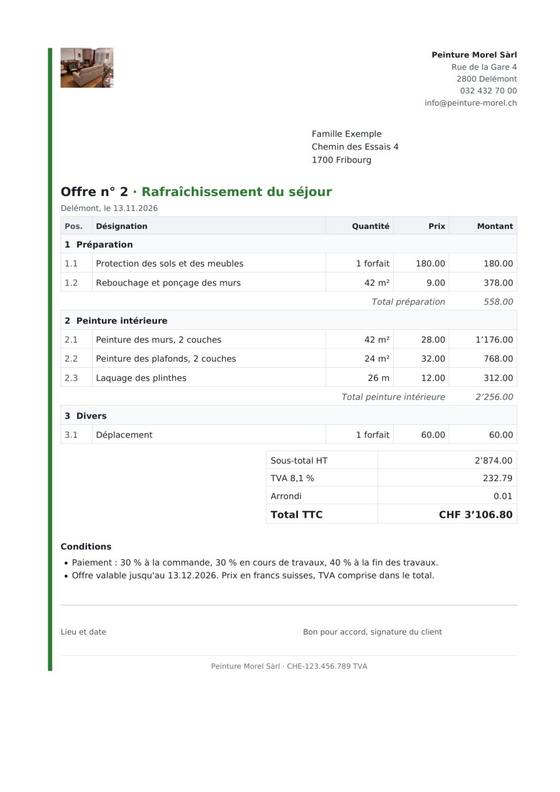 Peinture Morel Sàrl
Rue de la Gare 4
2800 Delémont
032 432 70 00
info@peinture-morel.ch
Famille Exemple
Chemin des Essais 4
1700 Fribourg
Offre n° 2 · Rafraîchissement du séjour
Delémont, le 13.11.2026
Pos. Désignation Quantité Prix Montant
1 Préparation
1.1 Protection des sols et des meubles 1 forfait 180.00 180.00
1.2 Rebouchage et ponçage des murs 42 m² 9.00 378.00
Total préparation 558.00
2 Peinture intérieure
2.1 Peinture des murs, 2 couches 42 m² 28.00 1’176.00
2.2 Peinture des plafonds, 2 couches 24 m² 32.00 768.00
2.3 Laquage des plinthes 26 m 12.00 312.00
Total peinture intérieure 2’256.00
3 Divers
3.1 Déplacement 1 forfait 60.00 60.00
Sous-total HT 2’874.00
TVA 8,1 % 232.79
Arrondi 0.01
Total TTC CHF 3’106.80
Conditions
• Paiement : 30 % à la commande, 30 % en cours de travaux, 40 % à la fin des travaux.
• Offre valable jusqu'au 13.12.2026. Prix en francs suisses, TVA comprise dans le total.
Lieu et date Bon pour accord, signature du client
Peinture Morel Sàrl · CHE-123.456.789 TVA